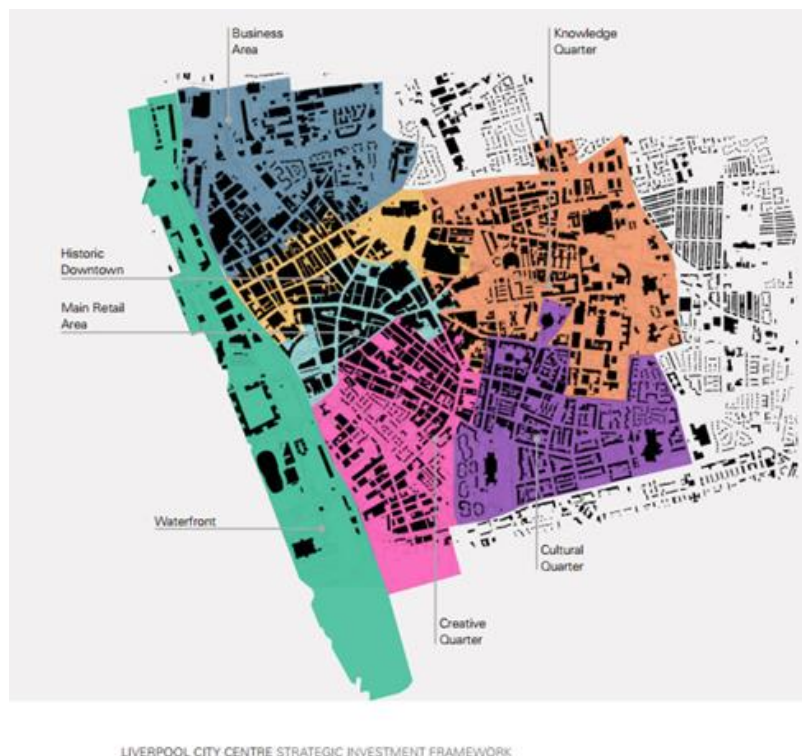 Business
Area
Knowledge
Quarter
Historic
Downtown
Main Retail
Area
Waterfront
Cultural
Quarter
Creative
Quarter
LIVERPOOL CITY CENTRE STRATEGIC INVESTMENT FRAMEWORK